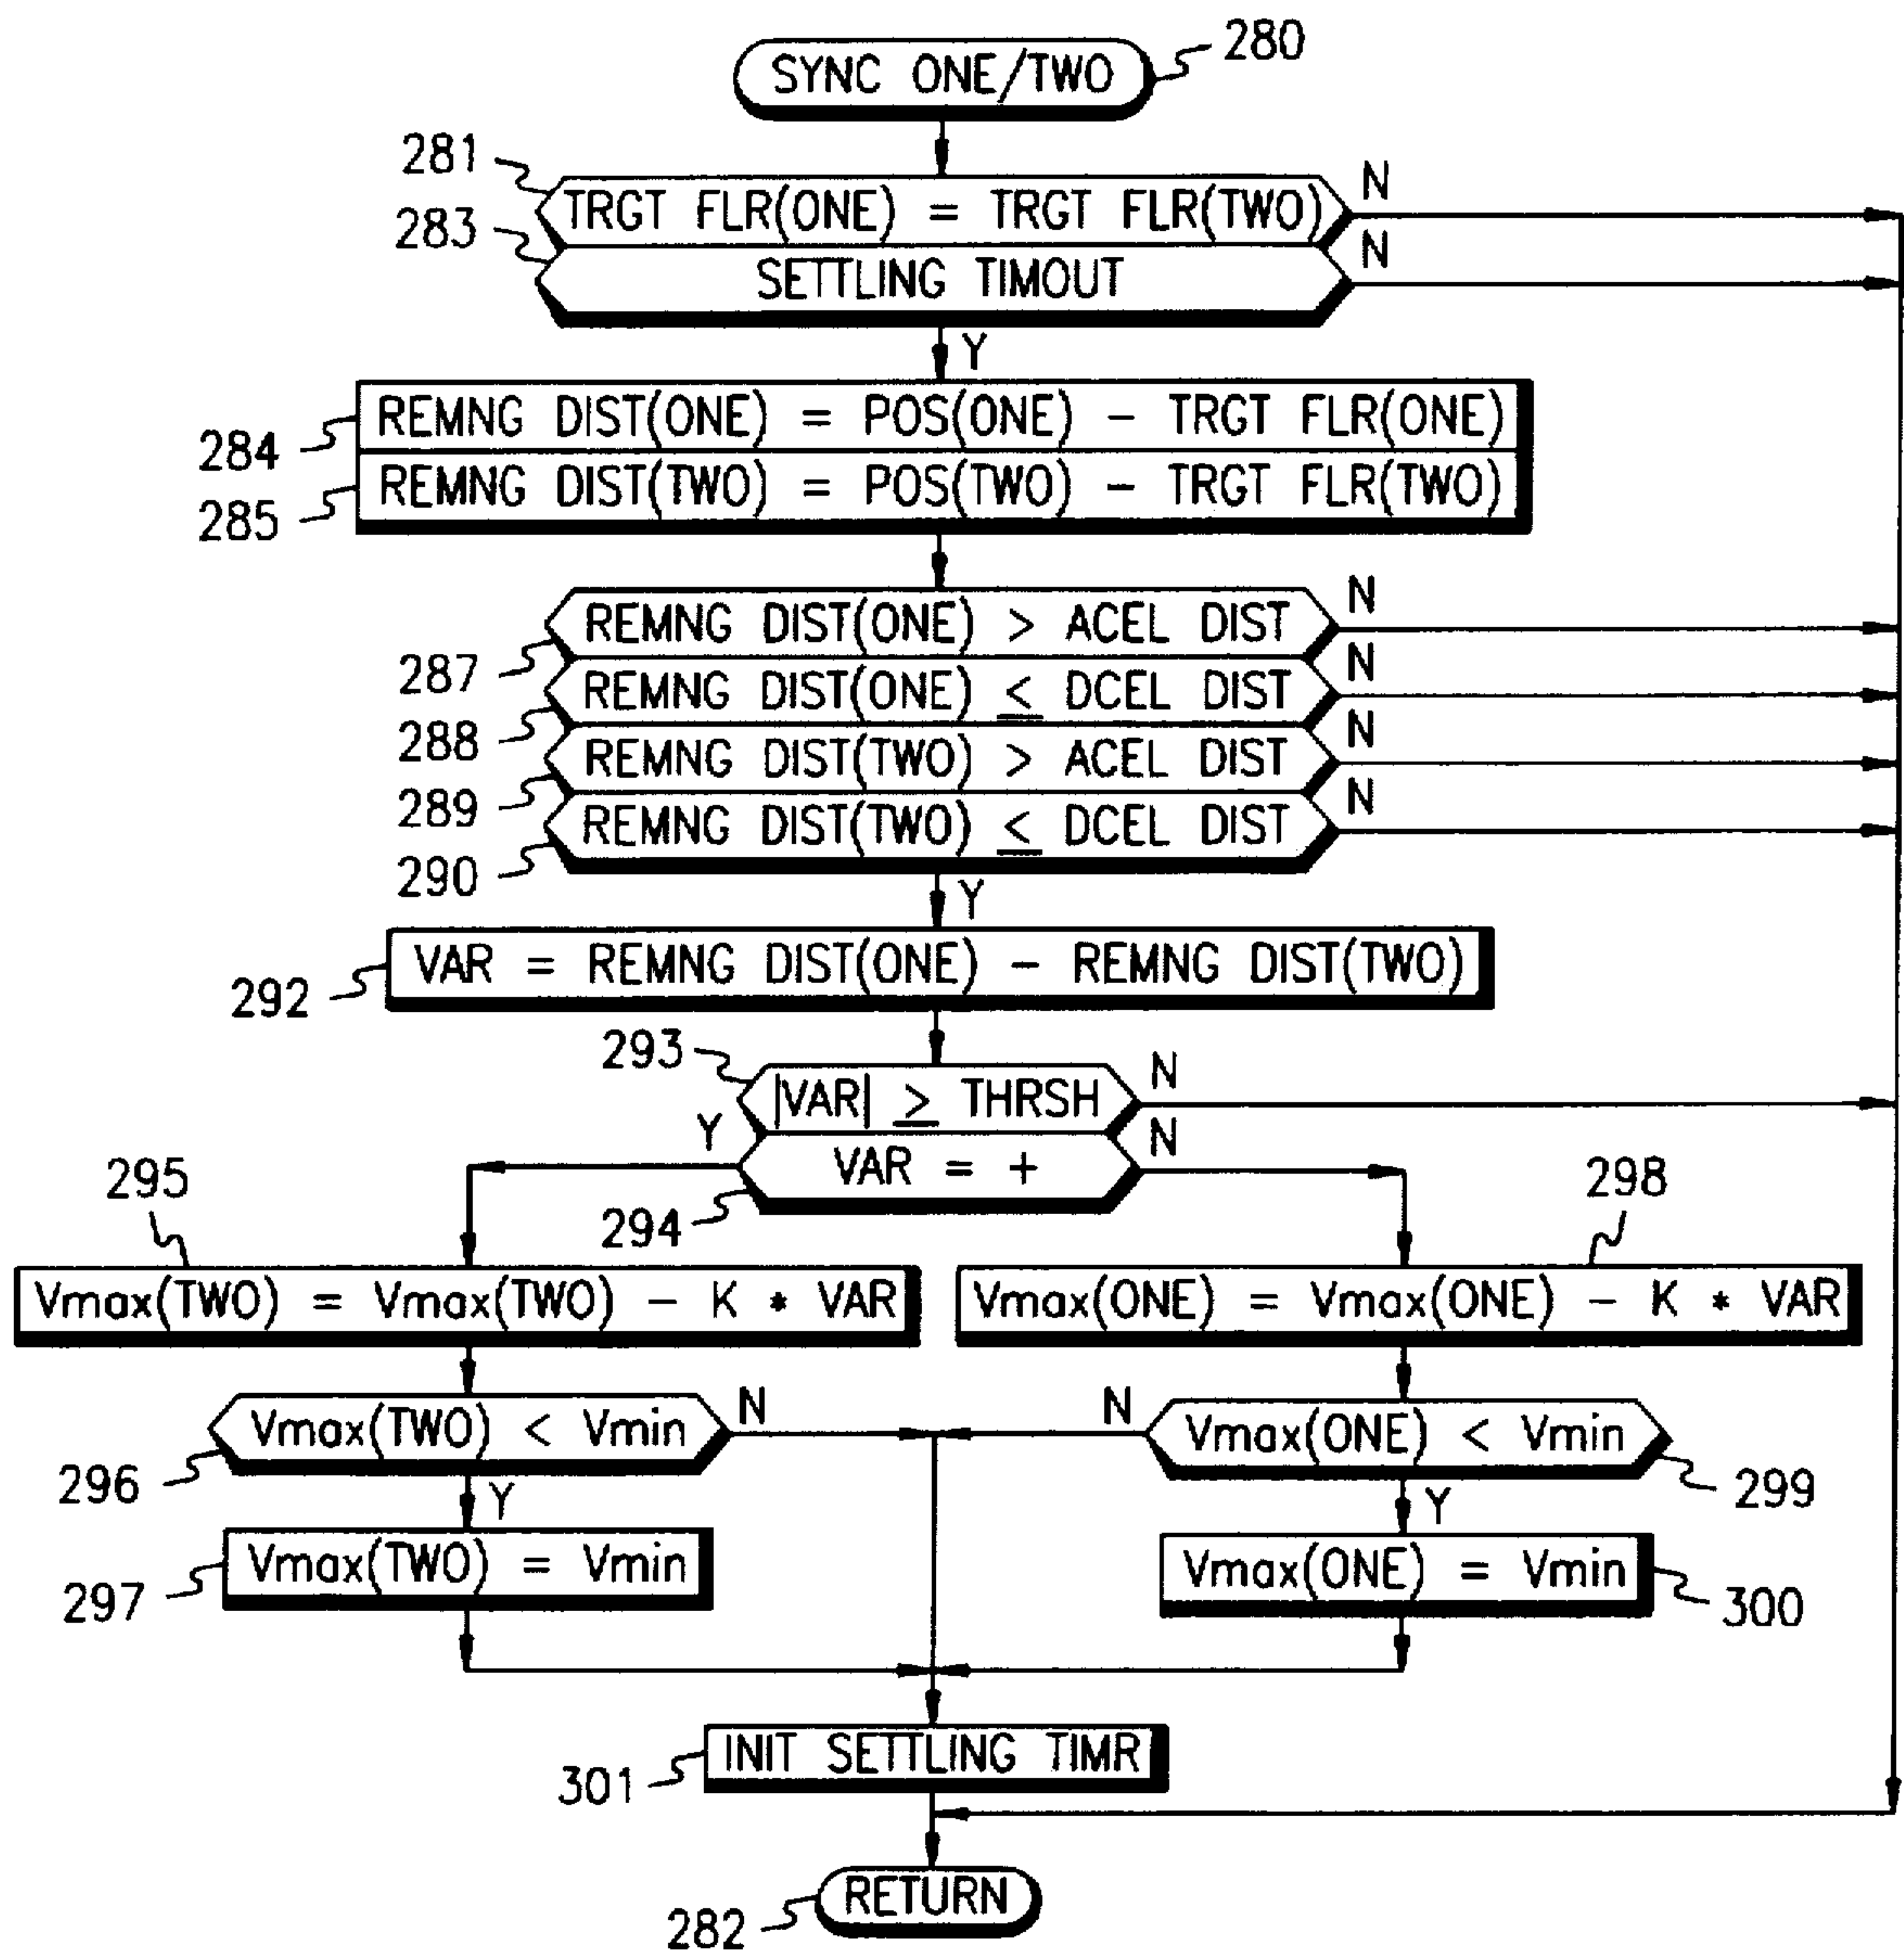 SYNC ONE/TWO
280
281
TRGT FLR(ONE) = TRGT FLR(TWO)
N
283
SETTLING TIMOUT
N
Y
284
REMNG DIST(ONE) = POS(ONE) - TRGT FLR(ONE)
285
REMNG DIST(TWO) = POS(TWO) - TRGT FLR(TWO)
287
REMNG DIST(ONE) > ACEL DIST
N
288
REMNG DIST(ONE) ≤ DCEL DIST
N
289
REMNG DIST(TWO) > ACEL DIST
N
290
REMNG DIST(TWO) ≤ DCEL DIST
N
Y
292
VAR = REMNG DIST(ONE) - REMNG DIST(TWO)
293
|VAR| ≥ THRSH
N
Y
VAR = +
N
294
295
298
Vmax(TWO) = Vmax(TWO) - K * VAR
Vmax(ONE) = Vmax(ONE) - K * VAR
Vmax(TWO) < Vmin
N
N
Vmax(ONE) < Vmin
296
Y
Y
299
Vmax(TWO) = Vmin
Vmax(ONE) = Vmin
297
300
INIT SETTLING TIMR
301
RETURN
282